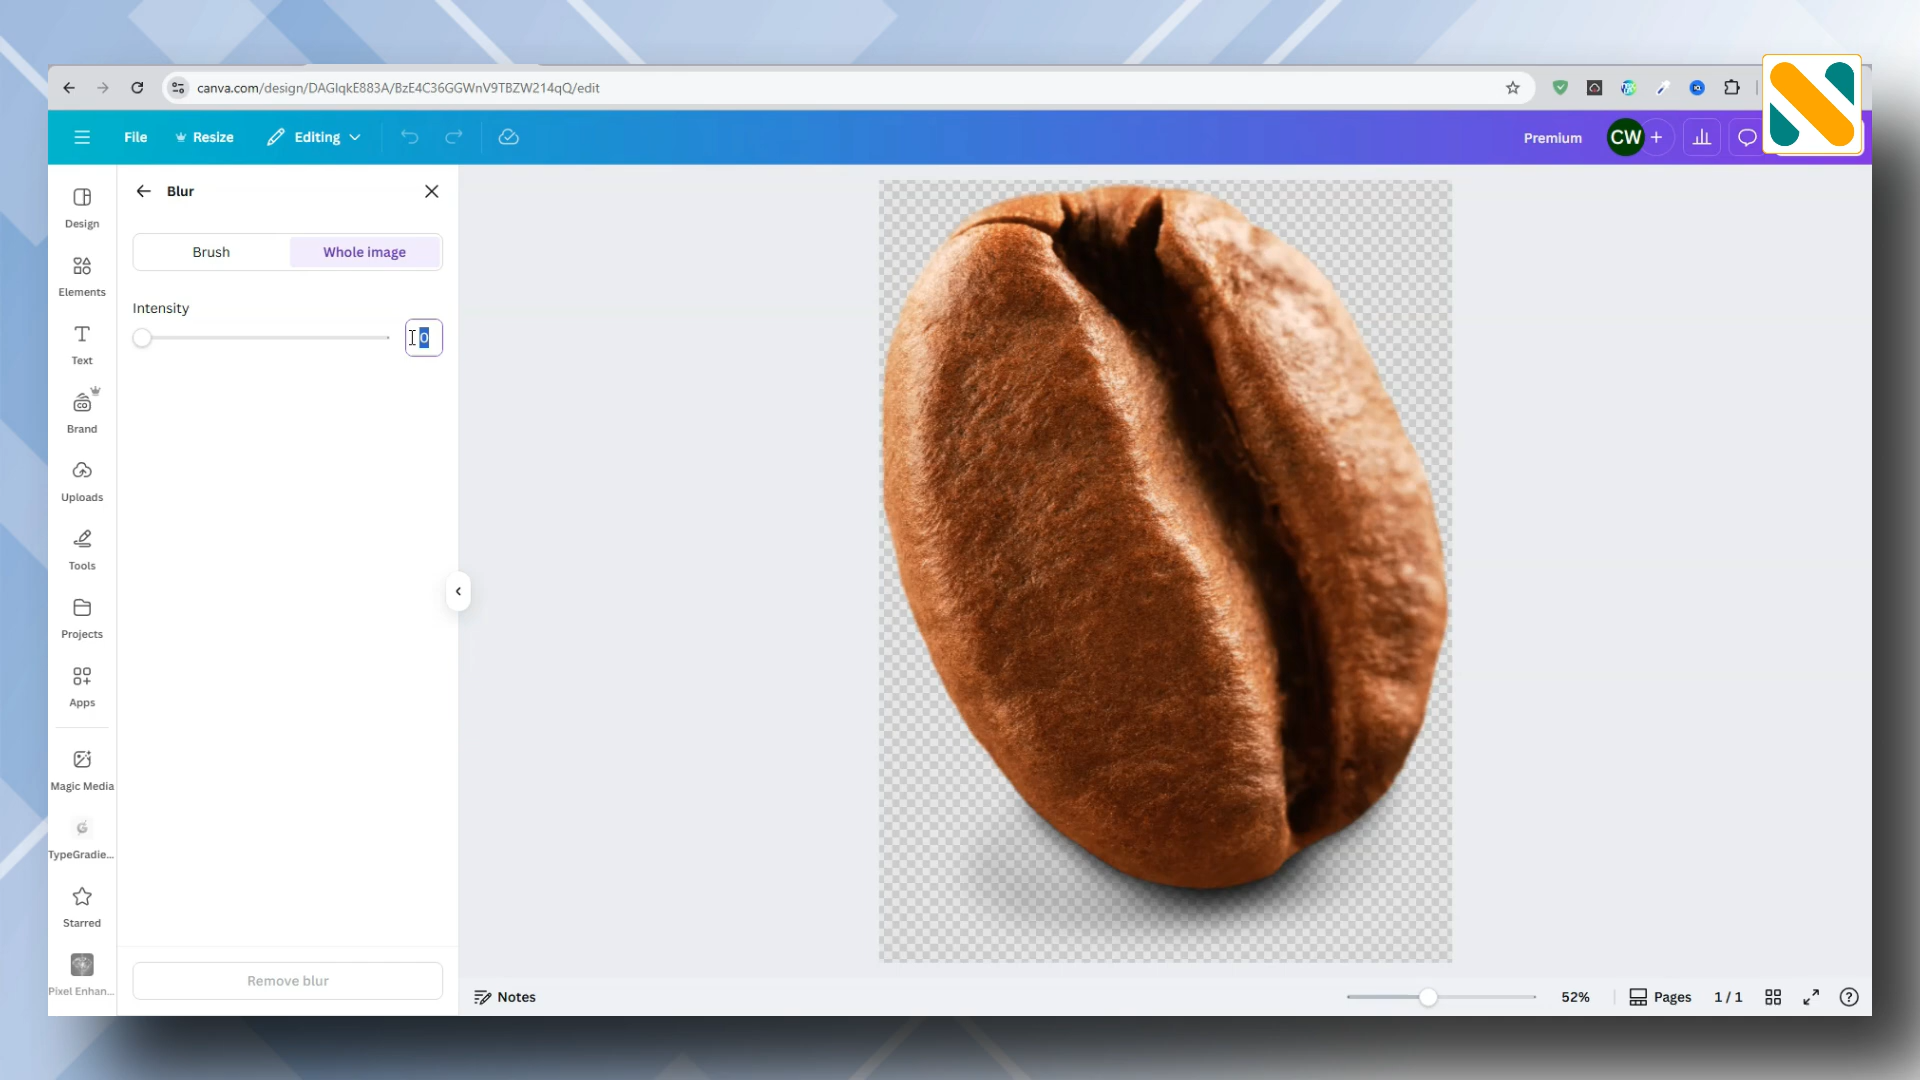 canva.com/design/DAGlqkE883A/BzE4C36GGWnV9TBZW214qQ/edit
File
Resize
Editing
Premium
CW
Design
Elements
Text
Brand
Uploads
Tools
Projects
Apps
Magic Media
TypeGradie...
Starred
Pixel Enhan...
Blur
Brush
Whole image
Intensity
0
Remove blur
Notes
52%
Pages
1 / 1